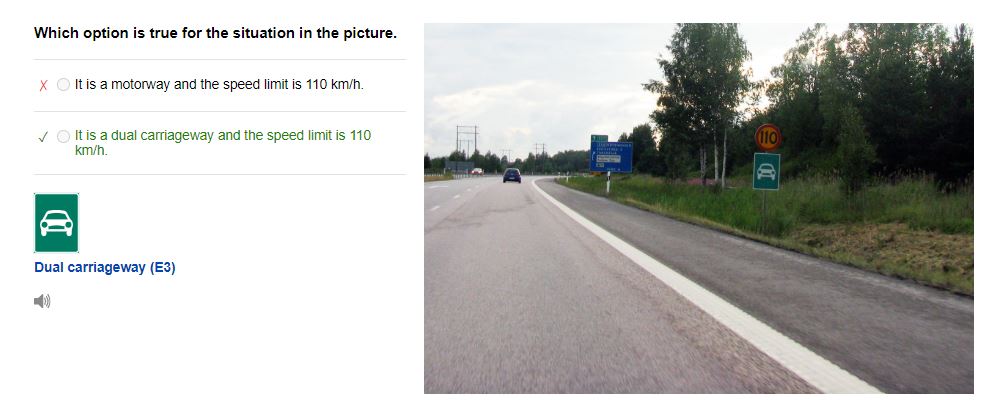 Which option is true for the situation in the picture.
It is a motorway and the speed limit is 110 km/h.
It is a dual carriageway and the speed limit is 110
km/h.
Dual carriageway (E3)
110